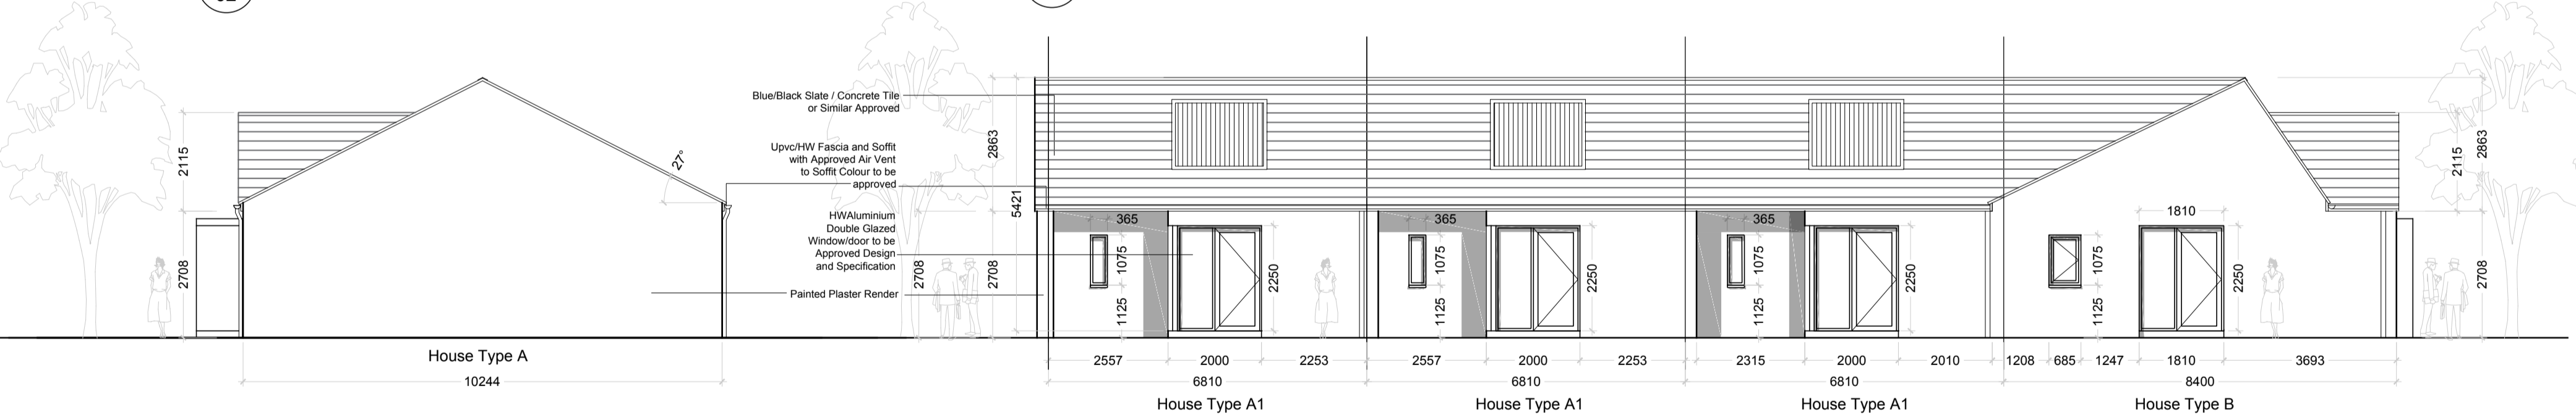 Blue/Black Slate / Concrete Tile
or Similar Approved
Upvc/HW Fascia and Soffit
with Approved Air Vent
to Soffit Colour to be
approved
HWAluminium
Double Glazed
Window/door to be
Approved Design
and Specification
Painted Plaster Render
2115
2708
27°
House Type A
10244
2708
2863
2708
5421
365
1075
1125
2250
365
1075
1125
2250
365
1075
1125
2250
1810
1075
1125
2250
2115
2863
2708
2557
2000
2253
2557
2000
2253
2315
2000
2010
1208
685
1247
1810
3693
6810
6810
6810
8400
House Type A1
House Type A1
House Type A1
House Type B